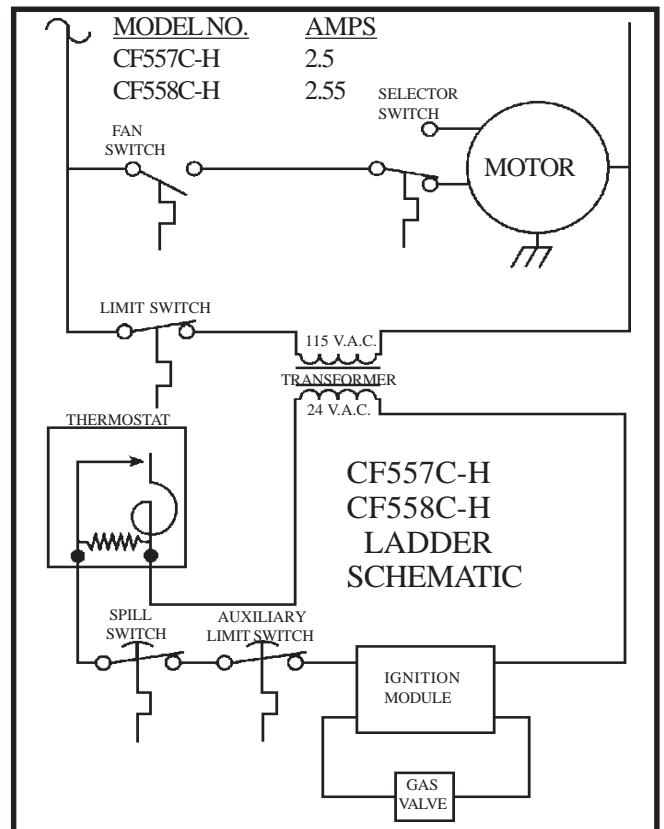 MODEL NO. AMPS
CF557C-H 2.5
CF558C-H 2.55
SELECTOR
SWITCH
FAN
SWITCH
MOTOR
LIMIT SWITCH
115 V.A.C.
TRANSFORMER
24 V.A.C.
THERMOSTAT
CF557C-H
CF558C-H
LADDER
SCHEMATIC
SPILL
SWITCH
AUXILIARY
LIMIT SWITCH
IGNITION
MODULE
GAS
VALVE